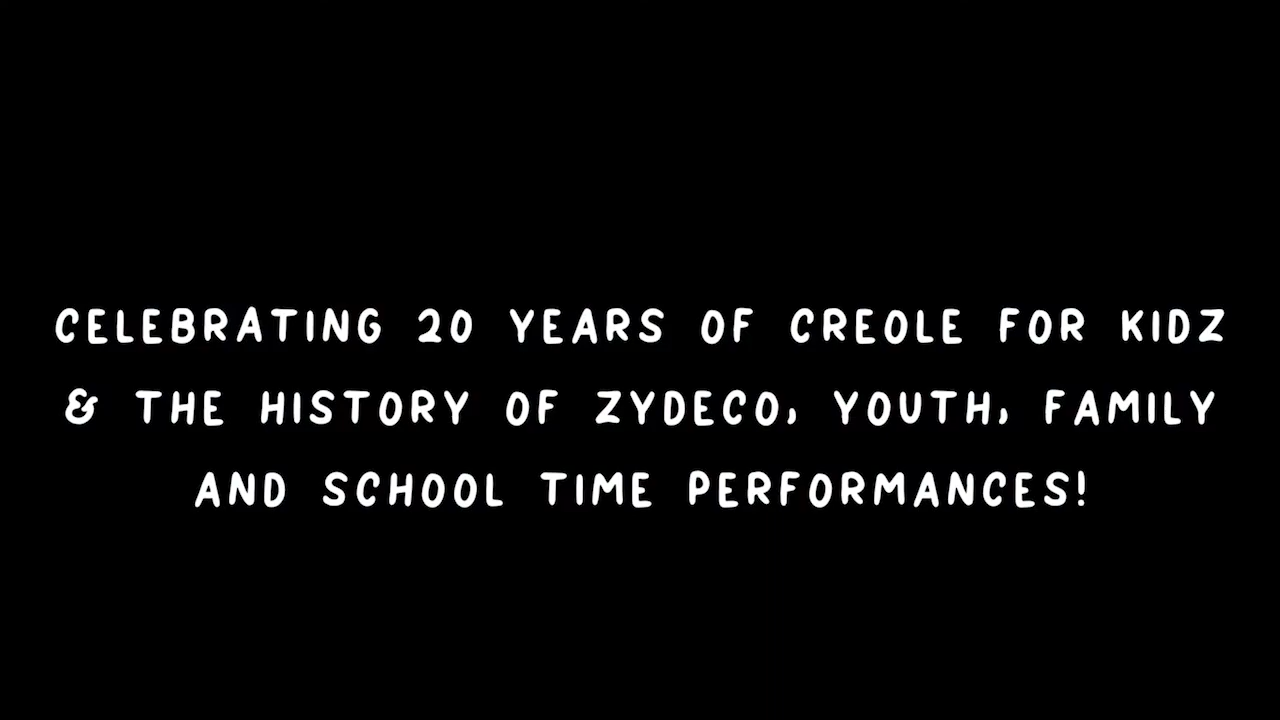 CELEBRATING 20 YEARS OF CREOLE FOR KIDZ
& THE HISTORY OF ZYDECO, YOUTH, FAMILY
AND SCHOOL TIME PERFORMANCES!